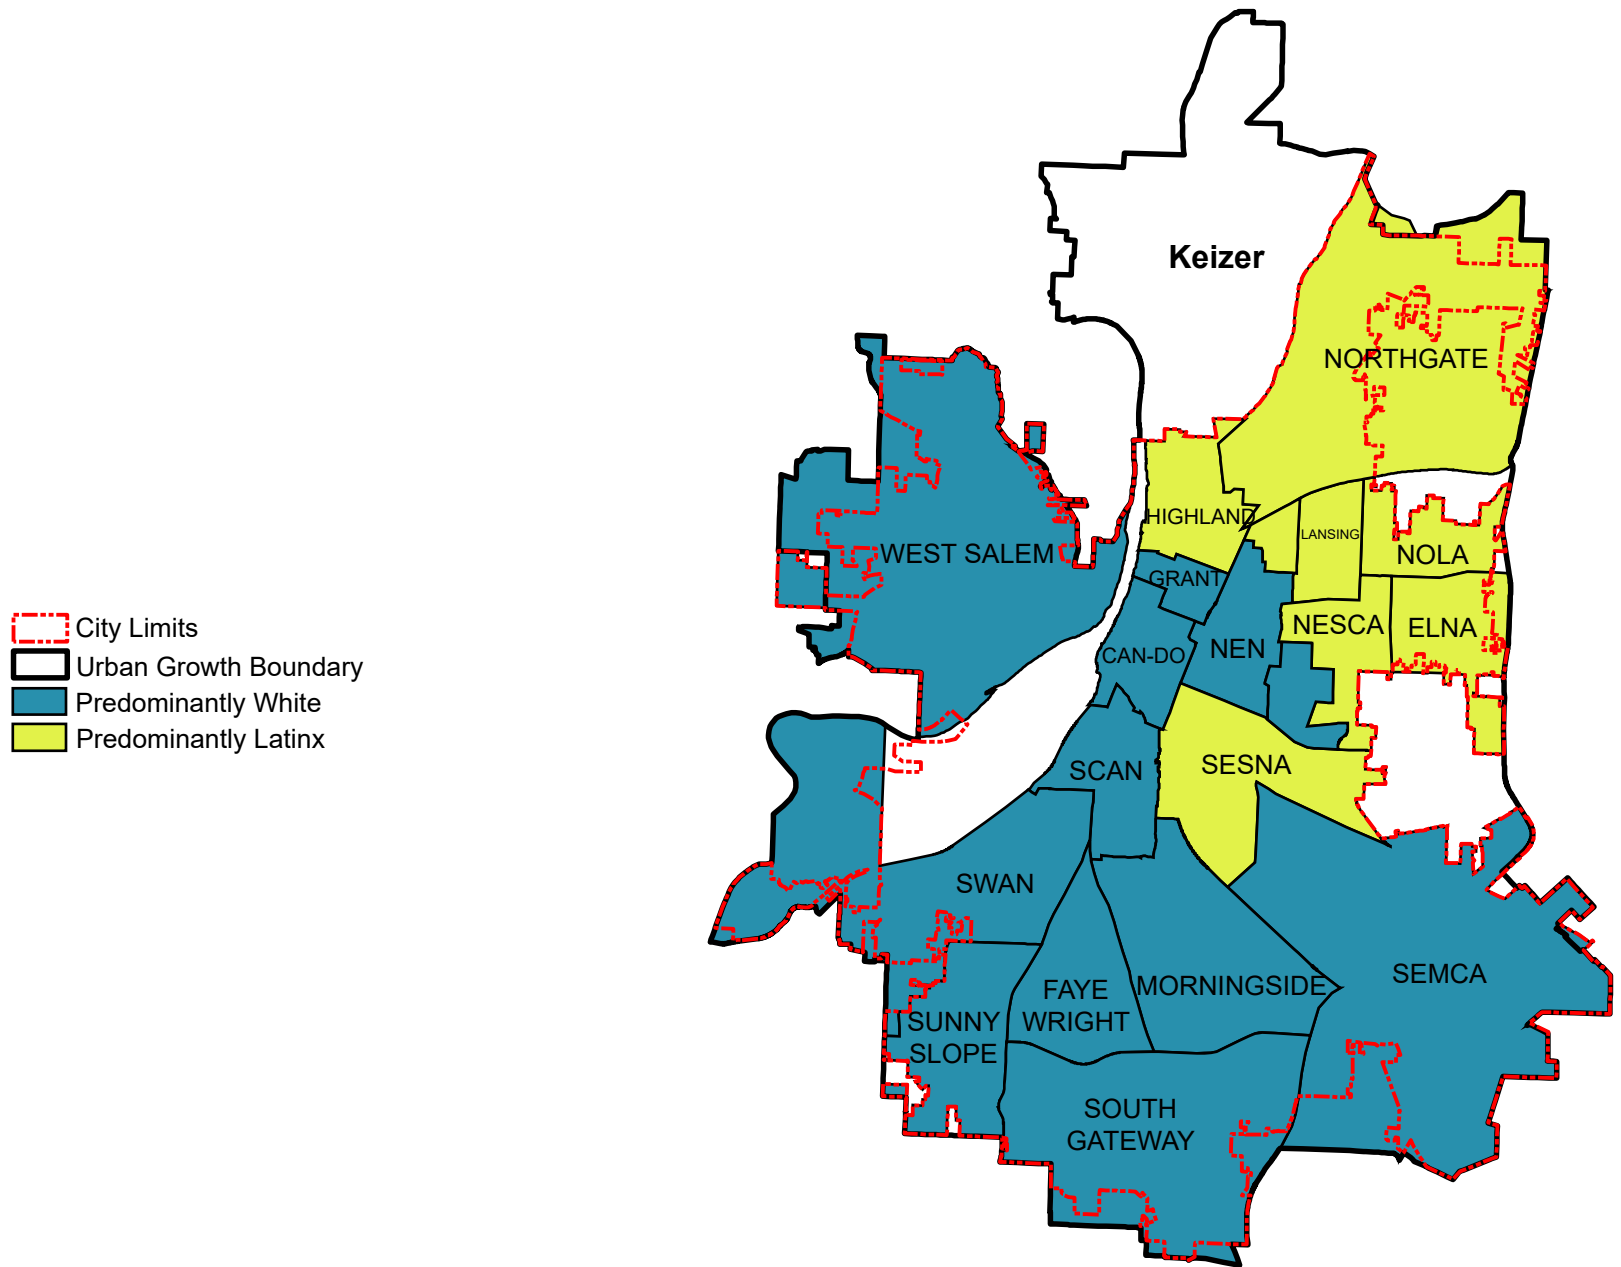 Keizer
NORTHGATE
HIGHLAND
LANSING
NOLA
WEST SALEM
GRANT
NESCA
ELNA
CAN-DO
NEN
City Limits
Urban Growth Boundary
Predominantly White
Predominantly Latinx
SCAN
SESNA
SWAN
SEMCA
MORNINGSIDE
FAYE
WRIGHT
SUNNY
SLOPE
SOUTH
GATEWAY